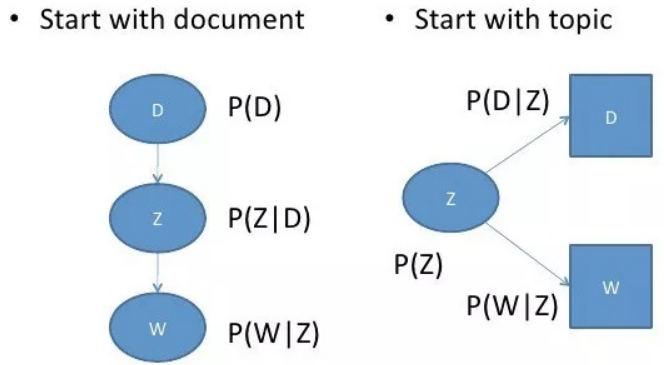 • Start with document
D
P(D)
Z
P(Z|D)
W
P(W|Z)
• Start with topic
P(D|Z)
D
Z
P(Z)
P(W|Z)
W